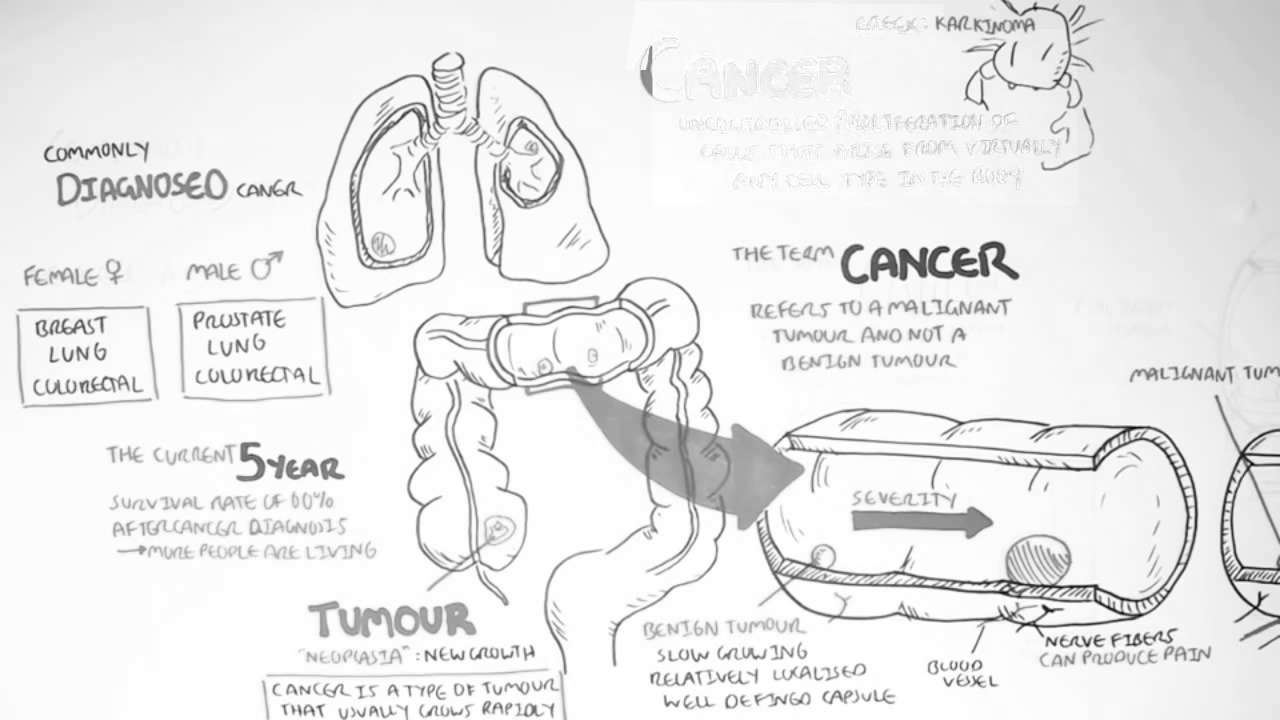 GREEK: KARKINOMA
CANCER
UNCONTROLLED PROLIFERATION OF
CELLS THAT ARISE FROM VIRTUALLY
ANY CELL TYPE IN THE BODY
COMMONLY
DIAGNOSED CANER
FEMALE ♀
MALE ♂
BREAST
LUNG
COLORECTAL
PROSTATE
LUNG
COLORECTAL
THE TERM CANCER
REFERS TO A MALIGNANT
TUMOUR AND NOT A
BENIGN TUMOUR
MALIGNANT TUM
THE CURRENT 5 YEAR
SURVIVAL RATE OF 60%
AFTER CANCER DIAGNOSIS
→ MORE PEOPLE ARE LIVING
SEVERITY
TUMOUR
"NEOPLASIA" : NEW GROWTH
CANCER IS A TYPE OF TUMOUR
THAT USUALLY GROWS RAPIDLY
BENIGN TUMOUR
SLOW GROWING
RELATIVELY LOCALISED
WELL DEFINED CAPSULE
BLOOD
VESSEL
NERVE FIBERS
CAN PRODUCE PAIN